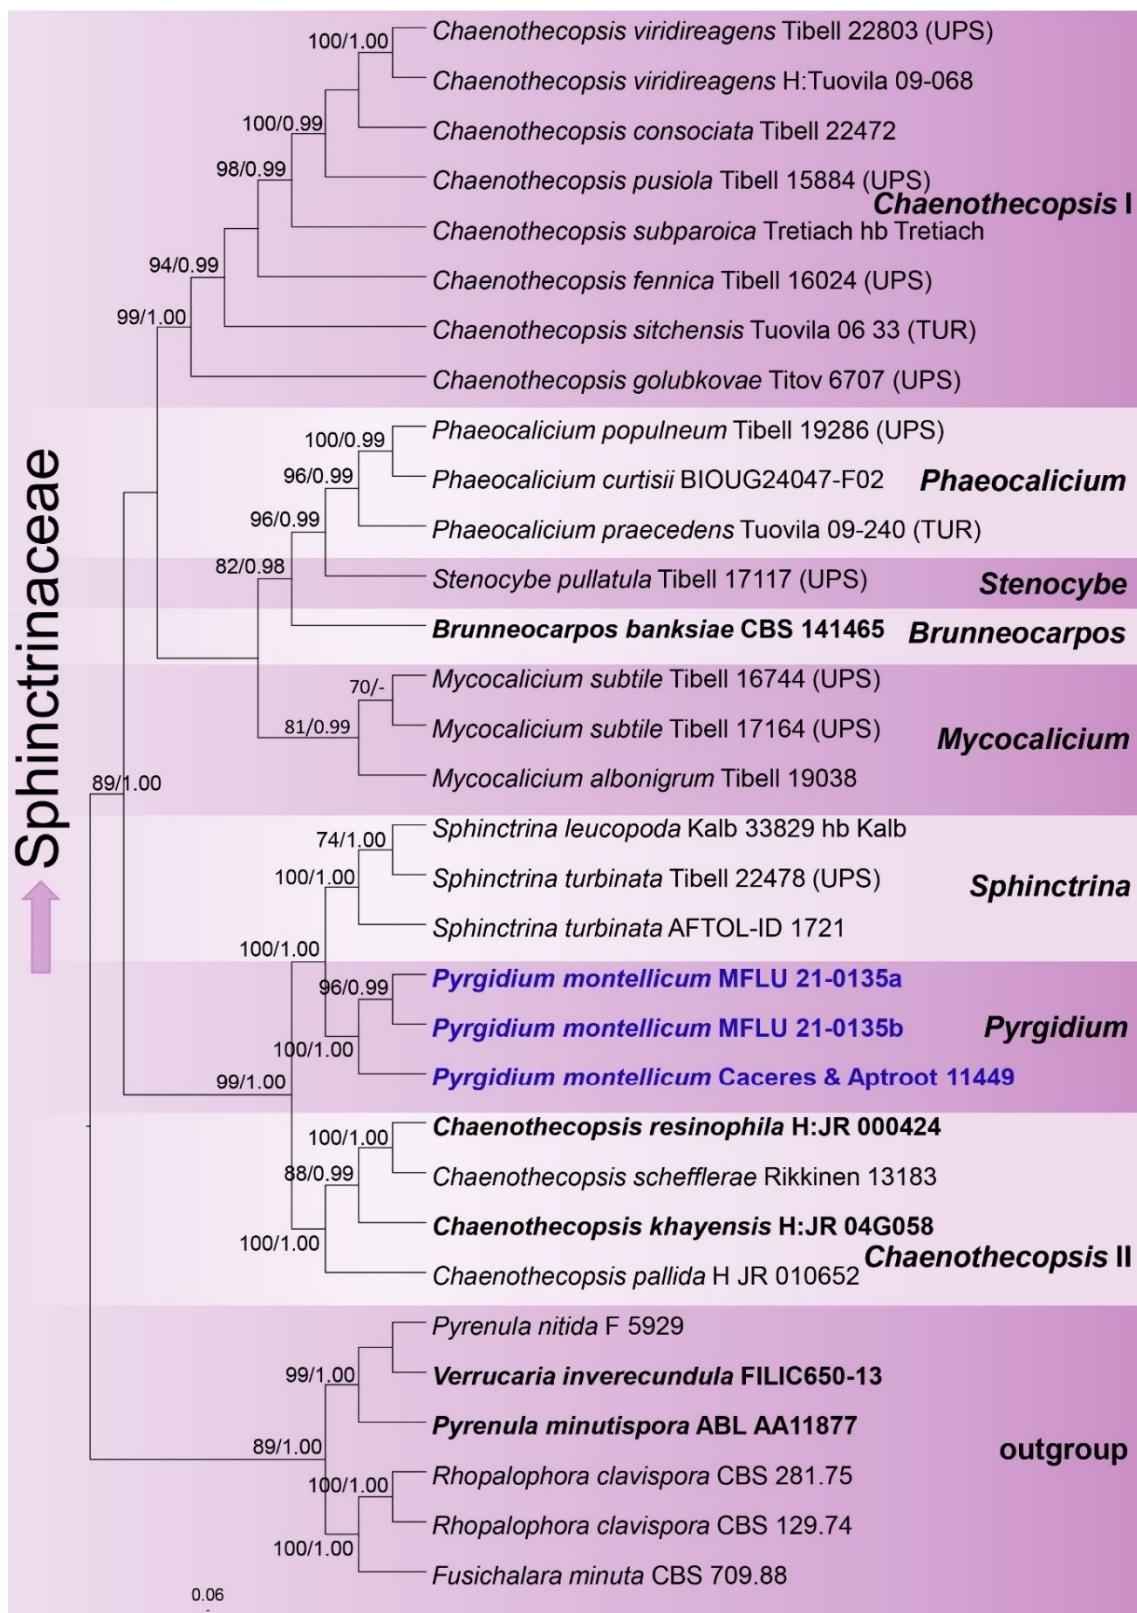 Chaenothecopsis viridireagens Tibell 22803 (UPS)
100/1.00
Chaenothecopsis viridireagens H:Tuovila 09-068
100/0.99
Chaenothecopsis consociata Tibell 22472
98/0.99
Chaenothecopsis pusiola Tibell 15884 (UPS)
Chaenothecopsis I
Chaenothecopsis subparoica Tretiach hb Tretiach
94/0.99
Chaenothecopsis fennica Tibell 16024 (UPS)
99/1.00
Chaenothecopsis sitchensis Tuovila 06 33 (TUR)
Chaenothecopsis golubkovae Titov 6707 (UPS)
Phaeocalicium populneum Tibell 19286 (UPS)
100/0.99
Phaeocalicium curtisii BIOUG24047-F02
Phaeocalicium
96/0.99
96/0.99
Phaeocalicium praecedens Tuovila 09-240 (TUR)
82/0.98
Stenocybe pullatula Tibell 17117 (UPS)
Stenocybe
Brunneocarpos banksiae CBS 141465
Brunneocarpos
Sphinctrinaceae
Mycocalicium subtile Tibell 16744 (UPS)
70/-
81/0.99
Mycocalicium subtile Tibell 17164 (UPS)
Mycocalicium
Mycocalicium albonigrum Tibell 19038
89/1.00
Sphinctrina leucopoda Kalb 33829 hb Kalb
74/1.00
100/1.00
Sphinctrina turbinata Tibell 22478 (UPS)
Sphinctrina
Sphinctrina turbinata AFTOL-ID 1721
100/1.00
Pyrgidium montellicum MFLU 21-0135a
96/0.99
Pyrgidium montellicum MFLU 21-0135b
Pyrgidium
100/1.00
Pyrgidium montellicum Caceres & Aptroot 11449
99/1.00
Chaenothecopsis resinophila H:JR 000424
100/1.00
88/0.99
Chaenothecopsis schefflerae Rikkinen 13183
Chaenothecopsis khayensis H:JR 04G058
100/1.00
Chaenothecopsis II
Chaenothecopsis pallida H JR 010652
Pyrenula nitida F 5929
99/1.00
Verrucaria inverecundula FILIC650-13
Pyrenula minutispora ABL AA11877
89/1.00
outgroup
Rhopalophora clavispora CBS 281.75
100/1.00
Rhopalophora clavispora CBS 129.74
100/1.00
Fusichalara minuta CBS 709.88
0.06